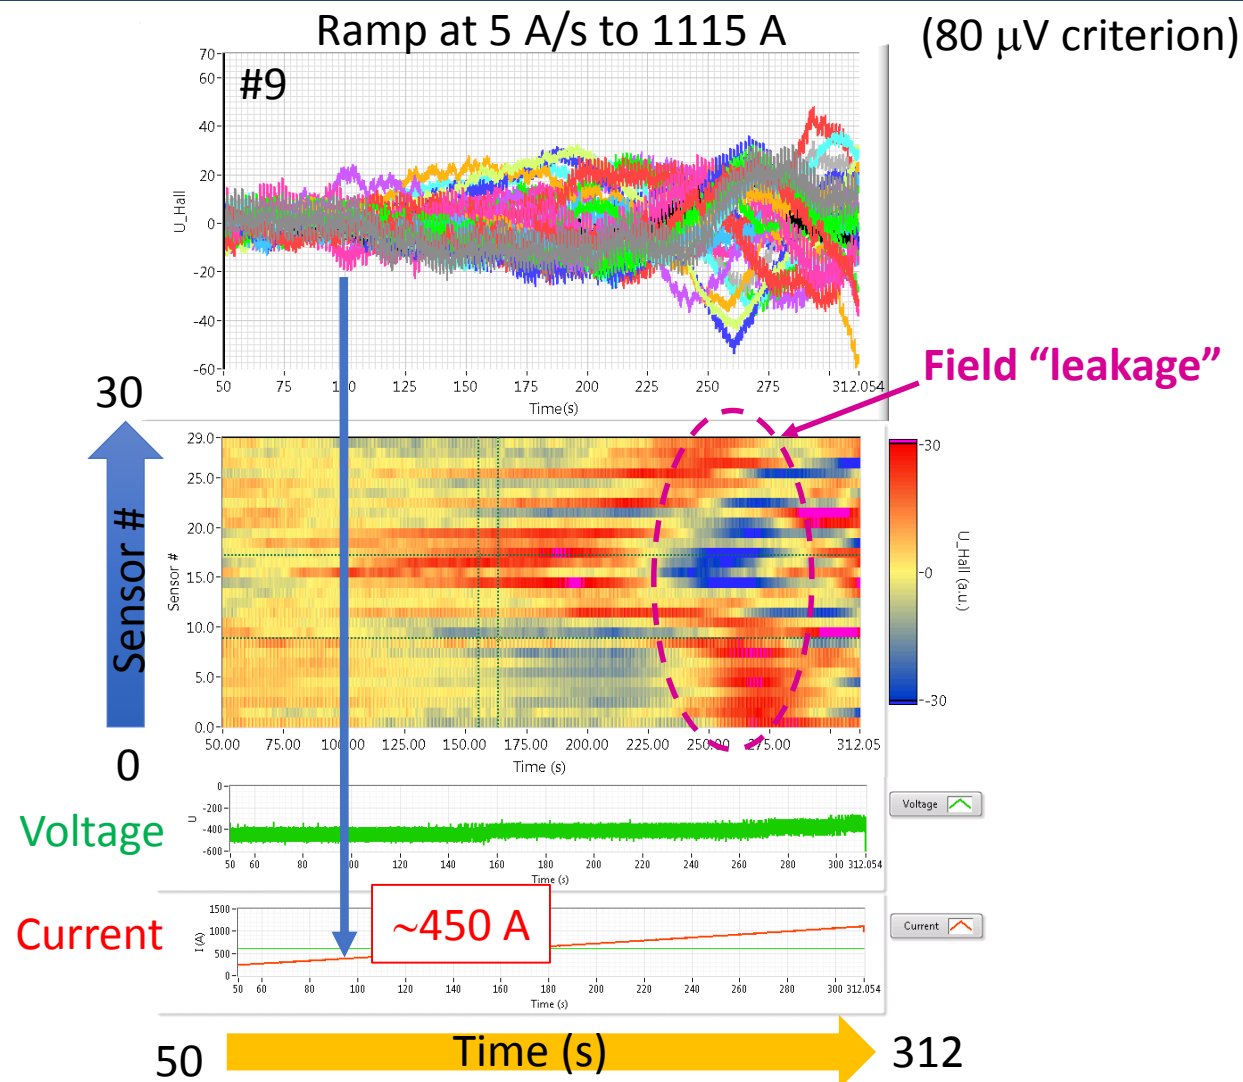 Ramp at 5 A/s to 1115 A
(80 μV criterion)
#9
70
60
40
20
0
-20
-40
-60
U_Hall
50 75 125 150 175 200 225 250 275 312.054
Time(s)
Field “leakage”
30
Sensor #
0
29.0
25.0
20.0
15.0
10.0
5.0
0.0
Sensor #
50.00 75.00 125.00 150.00 175.00 200.00 225.00 250.00 275.00 312.05
Time (s)
30
0
-30
U_Hall (a.u.)
Voltage
0
-200
-400
-600
U
50 60 80 100 120 140 160 180 200 220 240 260 280 300 312.054
Time (s)
Voltage
Current
1500
1000
500
0
I (A)
~450 A
50 60 80 100 120 140 160 180 200 220 240 260 280 300 312.054
Time (s)
Current
50
Time (s)
312